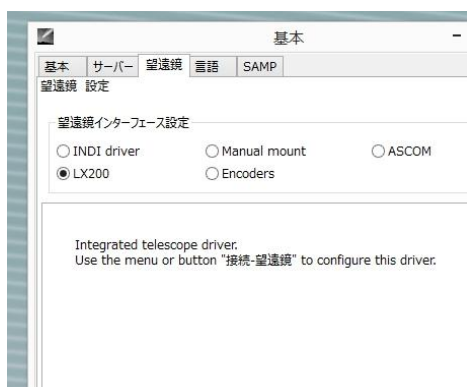 基本
基本 サーバー 望遠鏡 言語 SAMP
望遠鏡 設定
望遠鏡インターフェース設定
INDI driver Manual mount ASCOM
LX200 Encoders
Integrated telescope driver.
Use the menu or button "接続-望遠鏡" to configure this driver.